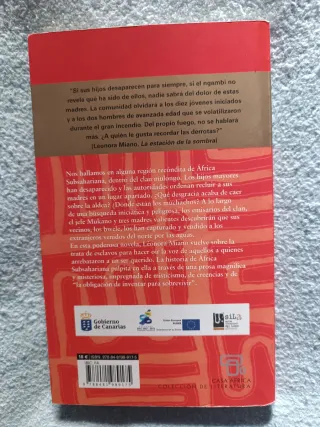 "Si sus hijos desaparecen para siempre, si el ngambi no
revela qué ha sido de ellos, nadie sabrá del dolor de estas
madres. La comunidad olvidará a los diez jóvenes iniciados
y a los dos hombres de avanzada edad que se volatilizaron
durante el gran incendio. Del propio fuego, no se hablará
más. ¿A quién le gusta recordar las derrotas?"
(Léonora Miano, La estación de la sombra)
Nos hallamos en alguna región recóndita de África
Subsahariana, dentro del clan mulongo. Los hijos mayores
han desaparecido y las autoridades ordenan recluir a sus
madres en un lugar apartado. ¿Qué desgracia acaba de caer
sobre la aldea? ¿Dónde están los muchachos? A lo largo
de una búsqueda iniciática y peligrosa, los emisarios del clan,
el jefe Mukano y tres madres valientes descubrirán que sus
vecinos, los bwele, los han capturado y vendido a los
extranjeros venidos del norte por las aguas.
En esta pudorosa novela, Léonora Miano vuelve sobre la
trata de esclavos para hacer oír la voz de aquellos a quienes
arrebataron a un ser querido. La historia de África
Subsahariana palpita en ella a través de una prosa magnífica
y misteriosa, impregnada de misticismo, de creencias y de
"la obligación de inventar para sobrevivir".
Gobierno
de Canarias
CASA ÁFRICA
COLECCIÓN DE LITERATURA